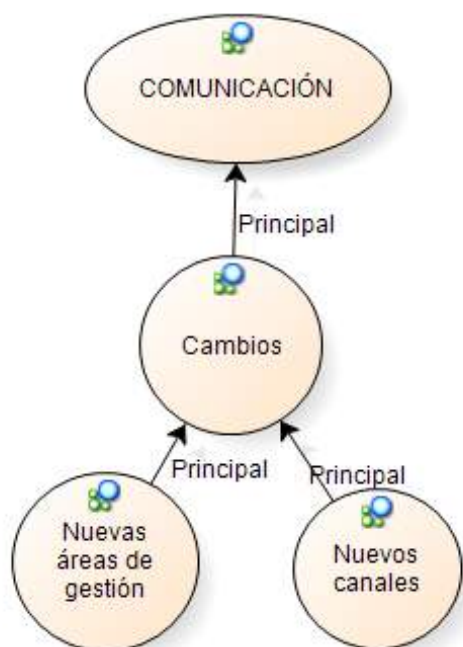 COMUNICACIÓN
Principal
Cambios
Principal
Principal
Nuevas
áreas de
gestión
Nuevos
canales